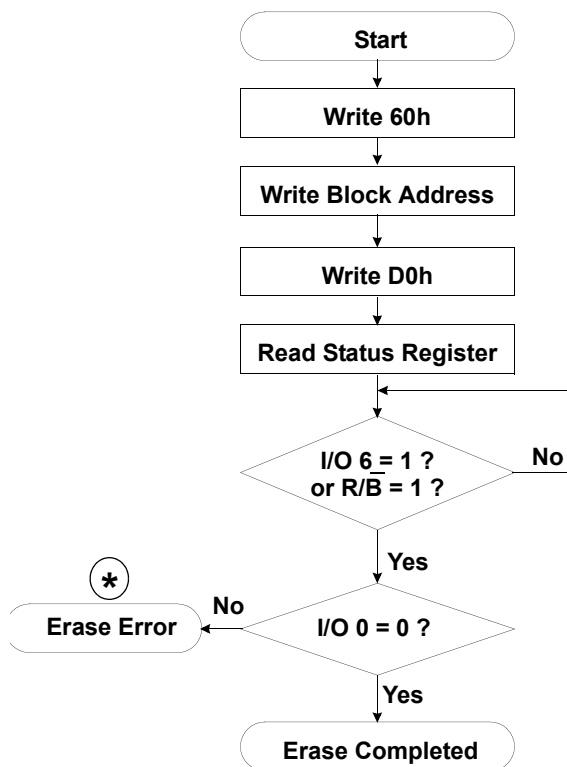 Start
Write 60h
Write Block Address
Write D0h
Read Status Register
I/O 6 = 1 ?
or R/B̅ = 1 ?
No
Yes
*
No
Erase Error
I/O 0 = 0 ?
Yes
Erase Completed